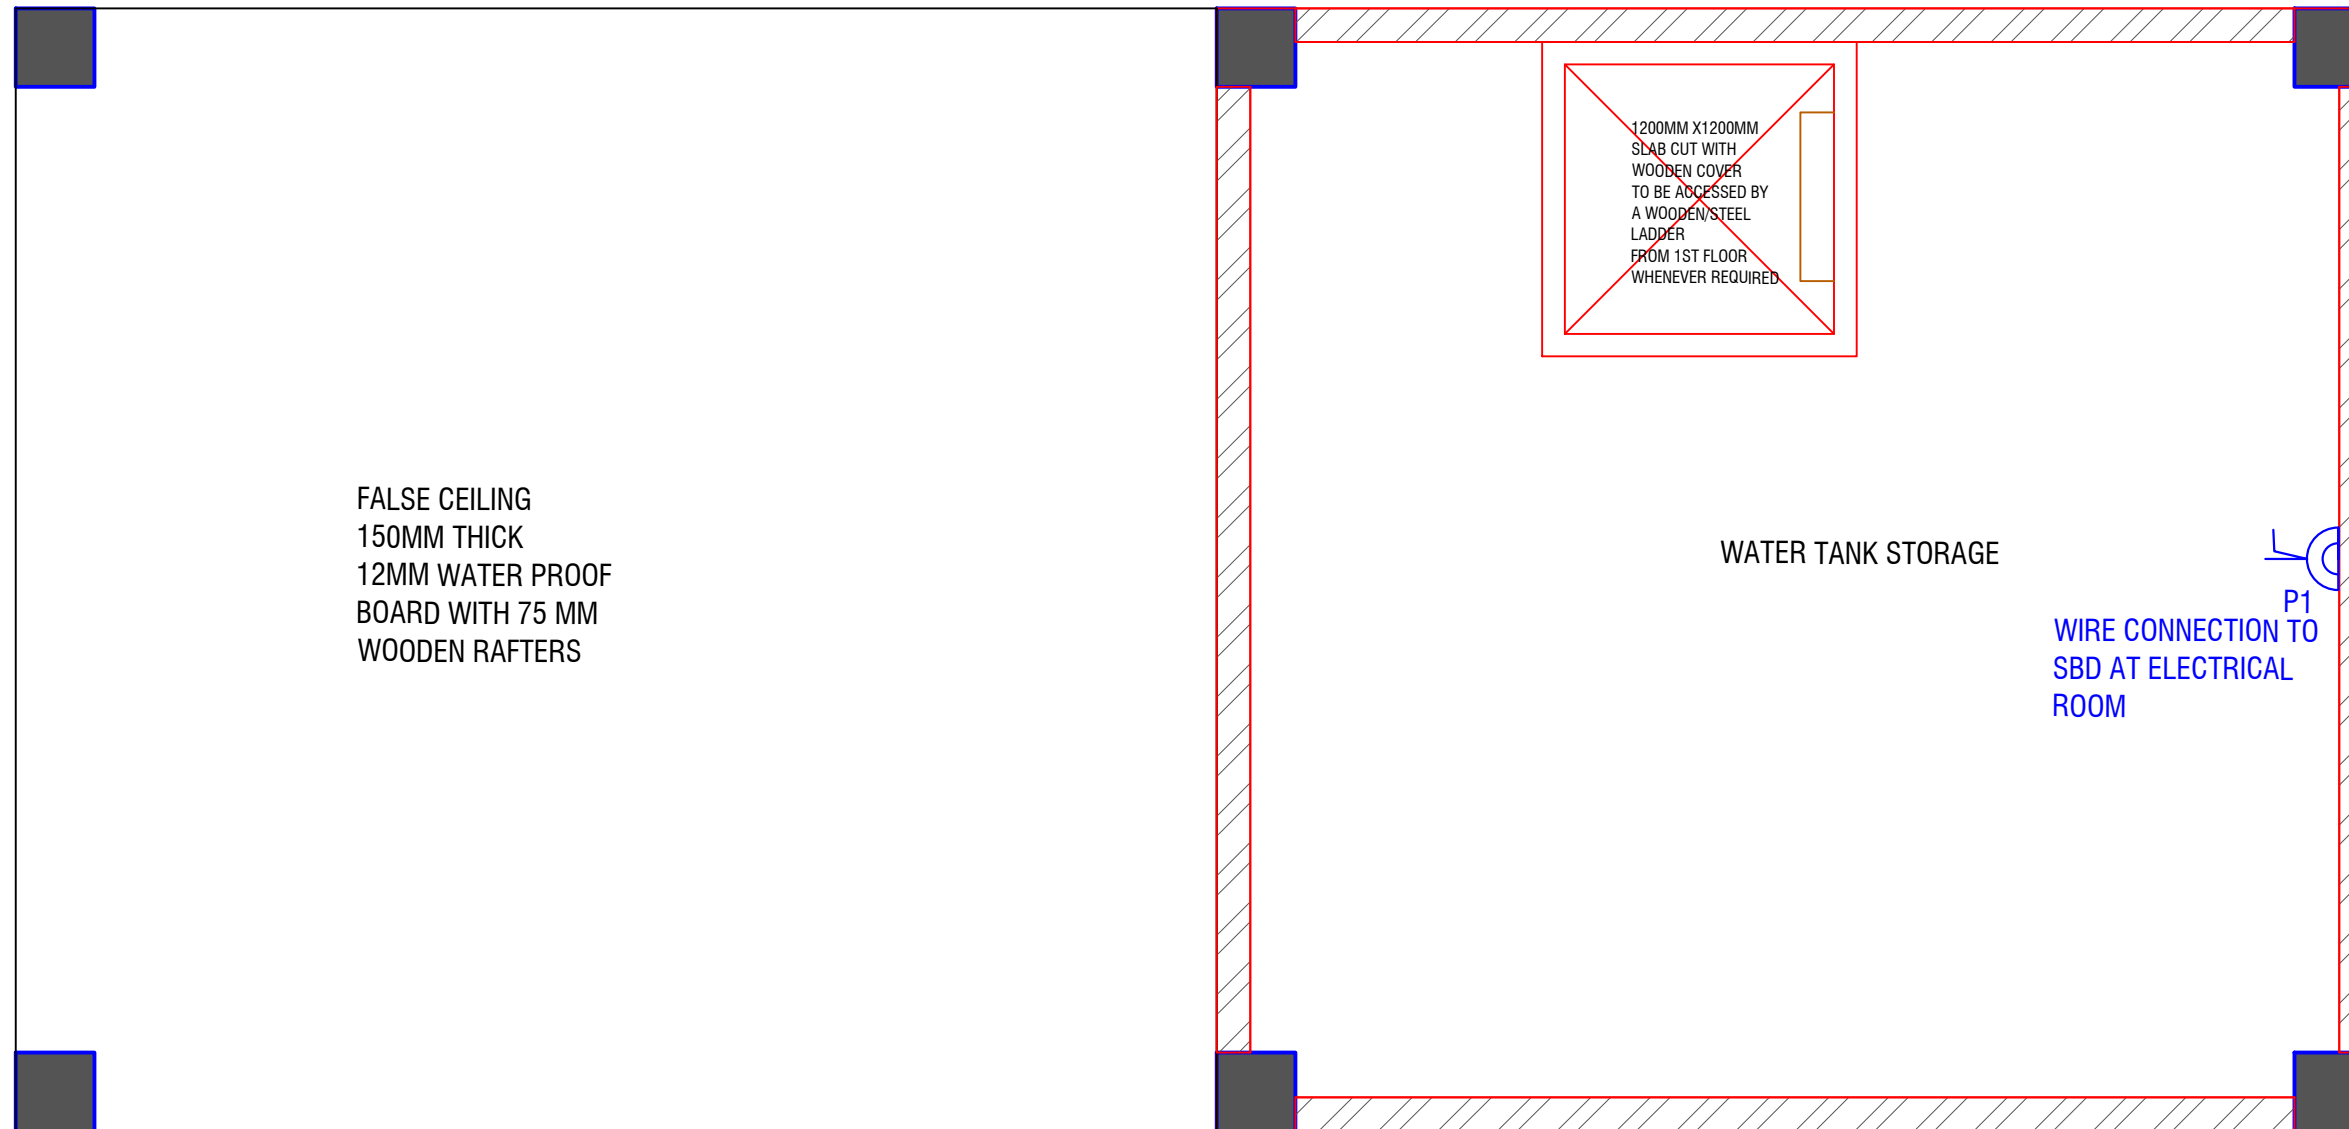 1200MM X1200MM
SLAB CUT WITH
WOODEN COVER
TO BE ACCESSED BY
A WOODEN/STEEL
LADDER
FROM 1ST FLOOR
WHENEVER REQUIRED
FALSE CEILING
150MM THICK
12MM WATER PROOF
BOARD WITH 75 MM
WOODEN RAFTERS
WATER TANK STORAGE
P1
WIRE CONNECTION TO
SBD AT ELECTRICAL
ROOM